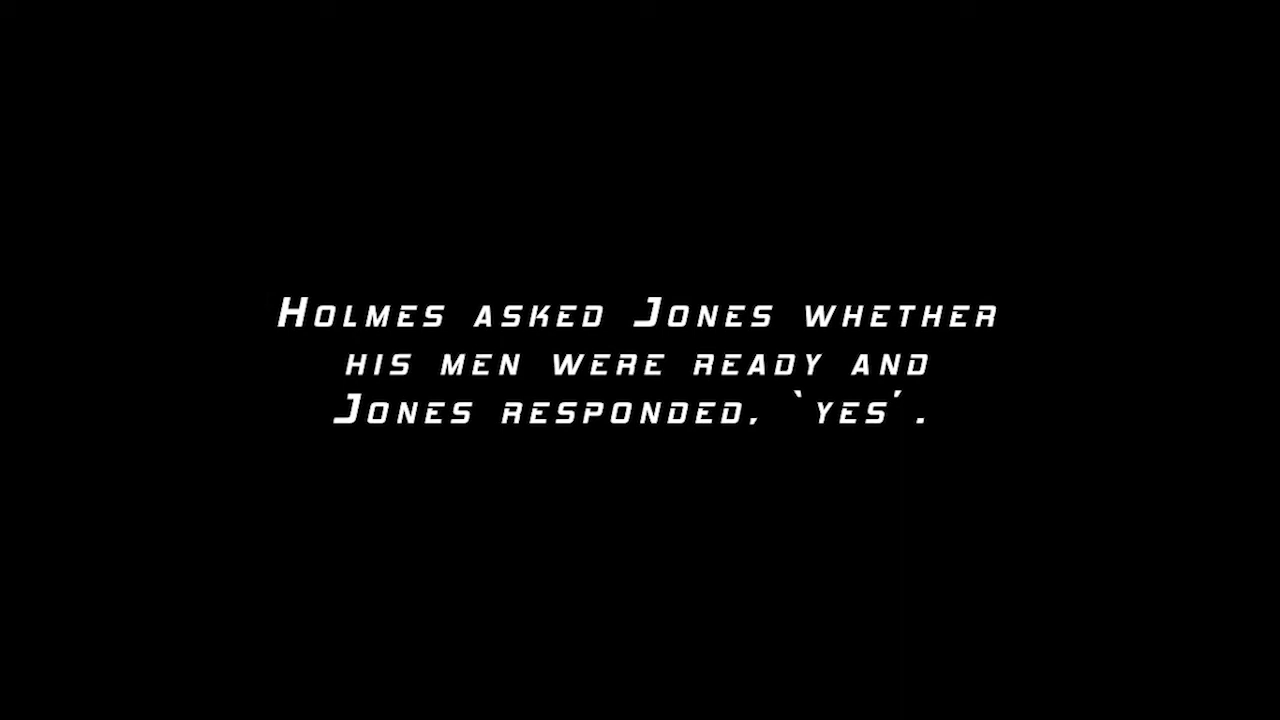 Holmes asked Jones whether
his men were ready and
Jones responded, `yes'.